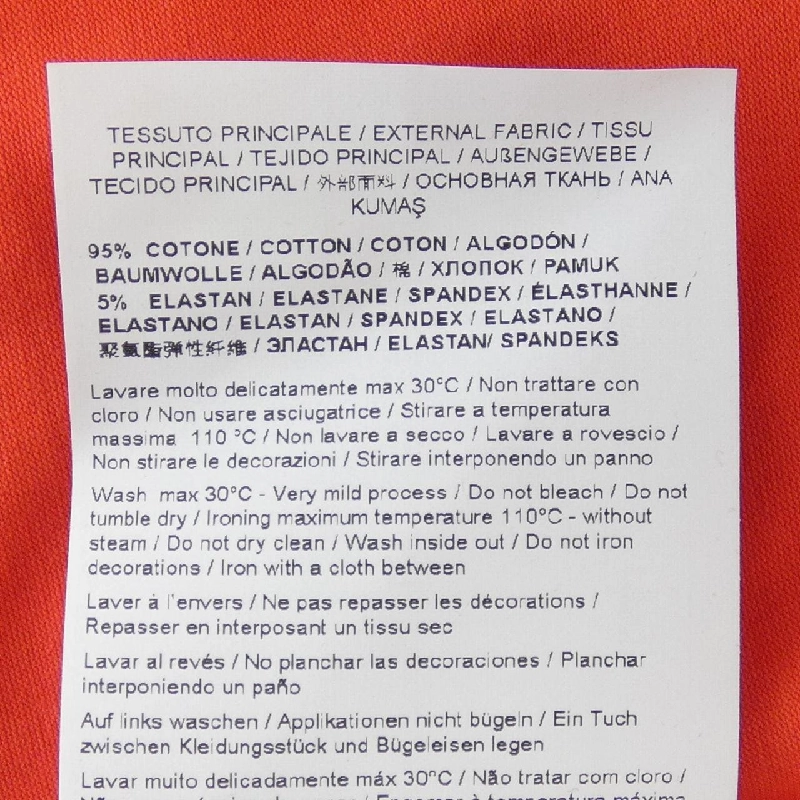 TESSUTO PRINCIPALE / EXTERNAL FABRIC / TISSU
PRINCIPAL / TEJIDO PRINCIPAL / AUßENGEWEBE /
TECIDO PRINCIPAL / 外部面料 / ОСНОВНАЯ ТКАНЬ / ANA
KUMAŞ
95% COTONE / COTTON / COTON / ALGODÓN /
BAUMWOLLE / ALGODÃO / 棉 / ХЛОПОК / PAMUK
5% ELASTAN / ELASTANE / SPANDEX / ÉLASTHANNE /
ELASTANO / ELASTAN / SPANDEX / ELASTANO /
聚氨酯弹性纤维 / ЭЛАСТАН / ELASTAN/ SPANDEKS
Lavare molto delicatamente max 30°C / Non trattare con
cloro / Non usare asciugatrice / Stirare a temperatura
massima 110 °C / Non lavare a secco / Lavare a rovescio /
Non stirare le decorazioni / Stirare interponendo un panno
Wash max 30°C - Very mild process / Do not bleach / Do not
tumble dry / Ironing maximum temperature 110°C - without
steam / Do not dry clean / Wash inside out / Do not iron
decorations / Iron with a cloth between
Laver à l'envers / Ne pas repasser les décorations /
Repasser en interposant un tissu sec
Lavar al revés / No planchar las decoraciones / Planchar
interponiendo un paño
Auf links waschen / Applikationen nicht bügeln / Ein Tuch
zwischen Kleidungsstück und Bügeleisen legen
Lavar muito delicadamente máx 30°C / Não tratar com cloro /